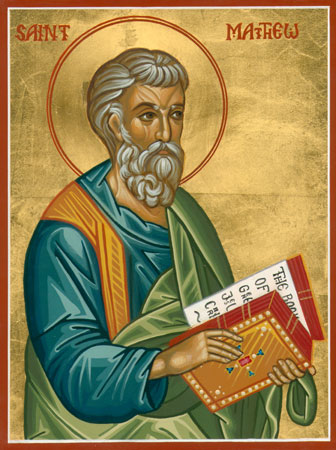 SAINT MATHEW
THE BOOK
OF